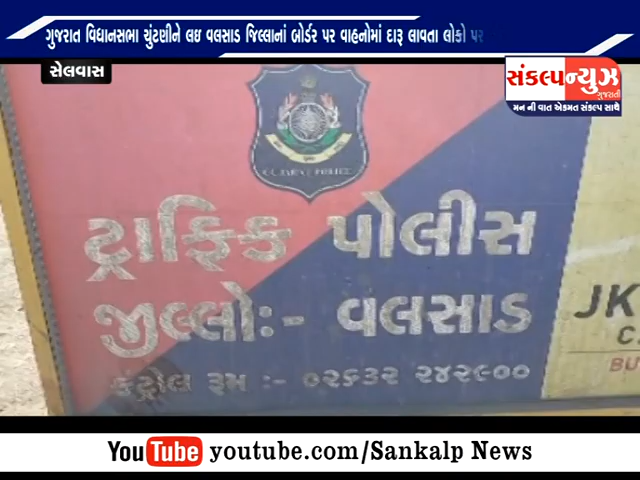 ગુજરાત વિધાનસભા ચુંટણીને લઇ વલસાડ જિલ્લાનાં બોર્ડર પર વાહનોમાં દારૂ લાવતા લોકો પર
સેલવાસ
સંકલ્પ ન્યુઝ
ગુજરાતી
મન ની વાત એકમત સંકલ્પ સાથે
ટ્રાફિક પોલીસ
જીલ્લો:- વલસાડ
કંટ્રોલ રૂમ :- ૦૨૬૩૨ ૨૪૨૯૦૦
JK
C
BU
YouTube youtube.com/Sankalp News